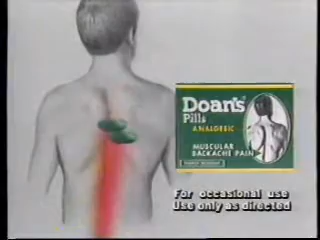 Doan's
Pills
ANALGESIC
MUSCULAR
BACKACHE PAIN
For occasional use
Use only as directed